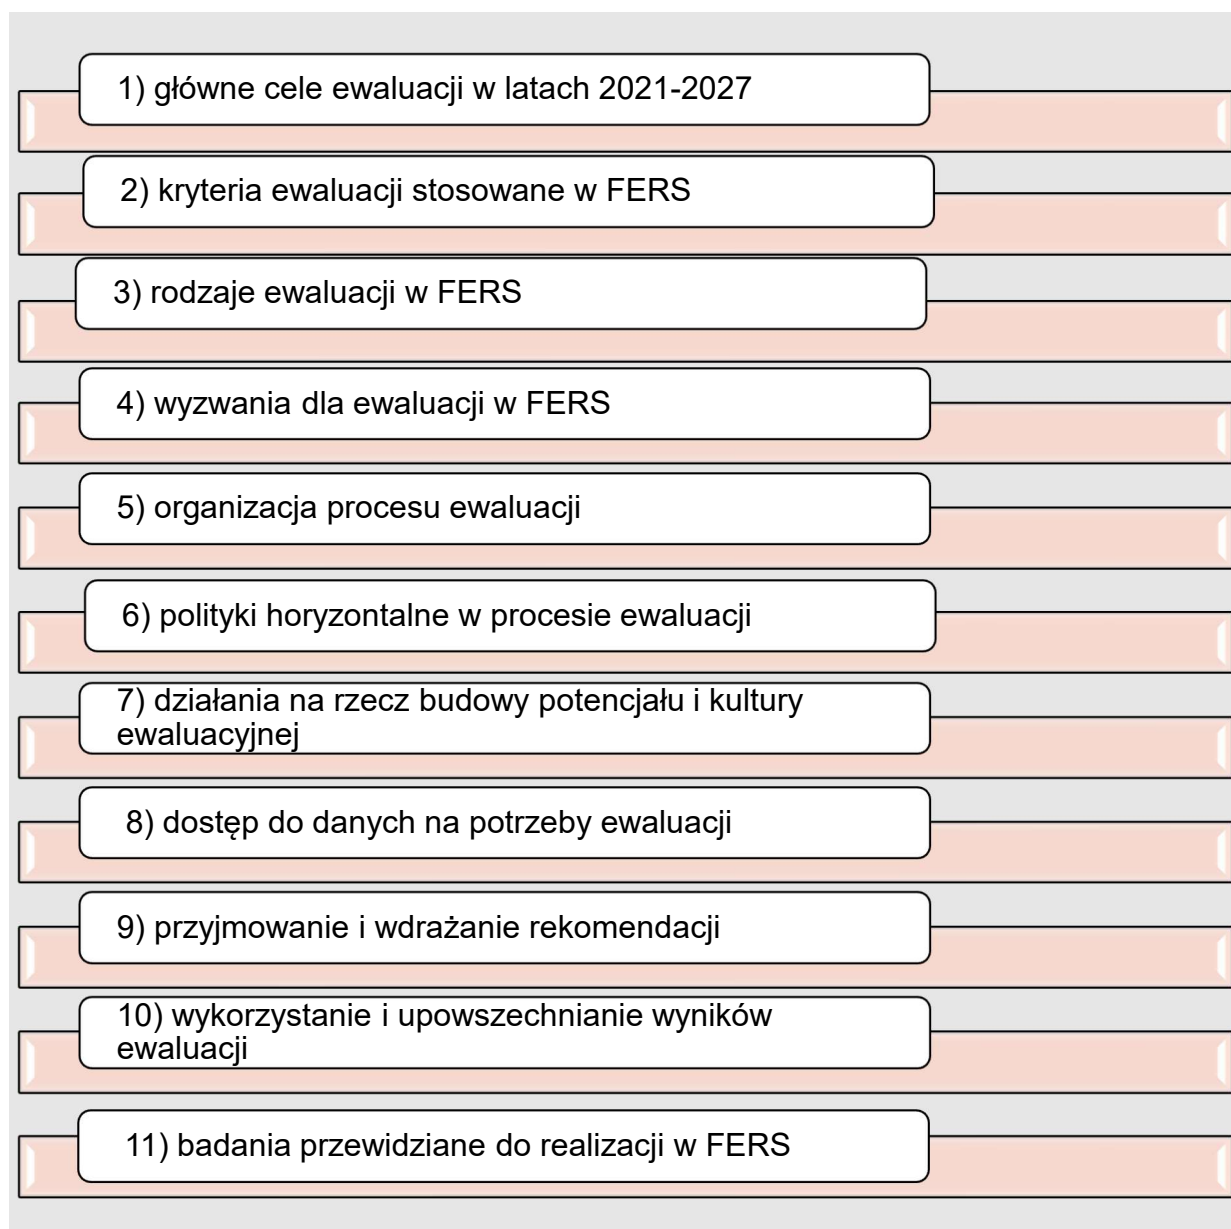 1) główne cele ewaluacji w latach 2021-2027
2) kryteria ewaluacji stosowane w FERS
3) rodzaje ewaluacji w FERS
4) wyzwania dla ewaluacji w FERS
5) organizacja procesu ewaluacji
6) polityki horyzontalne w procesie ewaluacji
7) działania na rzecz budowy potencjału i kultury
ewaluacyjnej
8) dostęp do danych na potrzeby ewaluacji
9) przyjmowanie i wdrażanie rekomendacji
10) wykorzystanie i upowszechnianie wyników
ewaluacji
11) badania przewidziane do realizacji w FERS